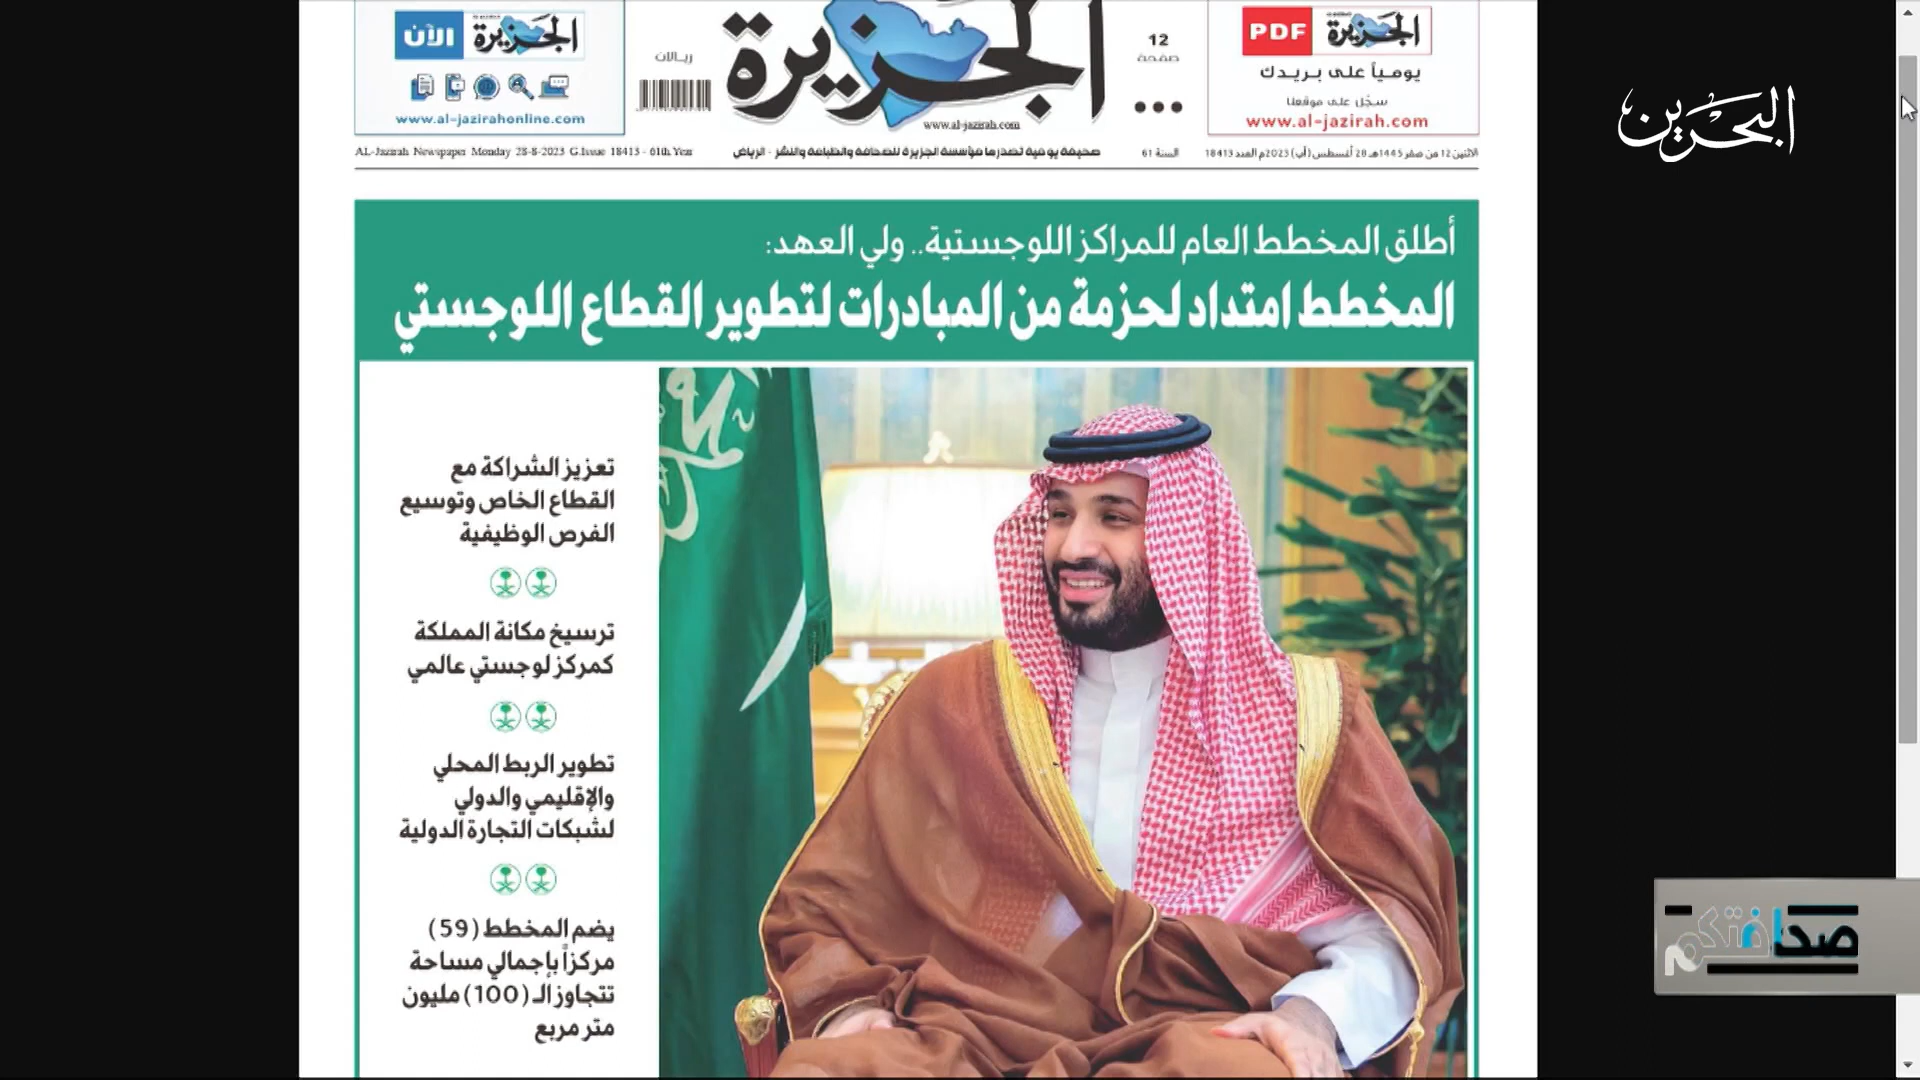 الجزيرة
PDF
يومياً على بريدك
سجّل على موقعنا
www.al-jazirah.com
12
صفحة
الجزيرة
www.al-jazirah.com
ريالات
الجزيرة
الآن
www.al-jazirahonline.com
الاثنين 12 من صفر 1445هـ 28 أغسطس (آب) 2023م العدد 18413
السنة 61
صحيفة يومية تصدرها مؤسسة الجزيرة للصحافة والطباعة والنشر - الرياض
AL-Jazirah Newspaper Monday 28-8-2023 G.Issue 18413 - 61th Year
البحرين
أطلق المخطط العام للمراكز اللوجستية.. ولي العهد:
المخطط امتداد لحزمة من المبادرات لتطوير القطاع اللوجستي
تعزيز الشراكة مع
القطاع الخاص وتوسيع
الفرص الوظيفية
ترسيخ مكانة المملكة
كمركز لوجستي عالمي
تطوير الربط المحلي
والإقليمي والدولي
لشبكات التجارة الدولية
يضم المخطط (59)
مركزاً بإجمالي مساحة
تتجاوز الـ (100) مليون
متر مربع
صحافتكم